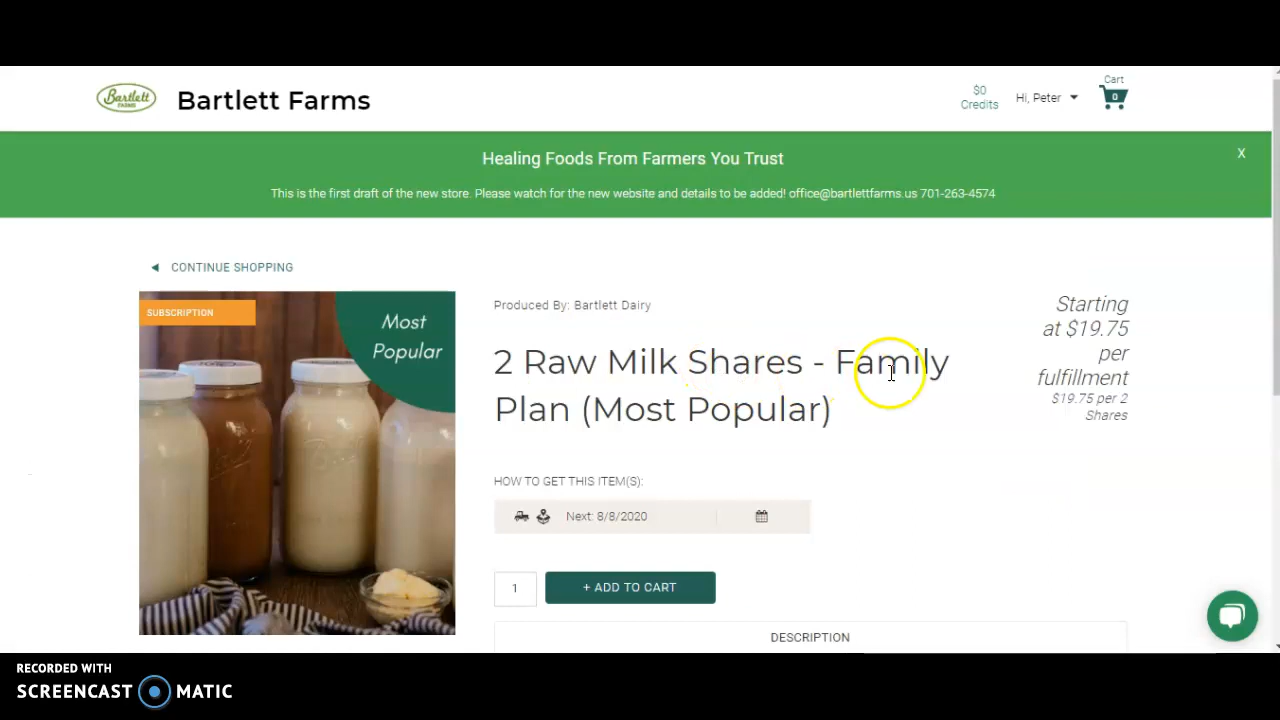 Bartlett
FARMS
Bartlett Farms
$0
Credits
Hi, Peter
Cart
0
Healing Foods From Farmers You Trust
X
This is the first draft of the new store. Please watch for the new website and details to be added! office@bartlettfarms.us 701-263-4574
CONTINUE SHOPPING
SUBSCRIPTION
Most
Popular
Produced By: Bartlett Dairy
2 Raw Milk Shares - Family
Plan (Most Popular)
Starting
at $19.75
per
fulfillment
$19.75 per 2
Shares
HOW TO GET THIS ITEM(S):
Next: 8/8/2020
1
+ ADD TO CART
DESCRIPTION
RECORDED WITH
SCREENCAST MATIC